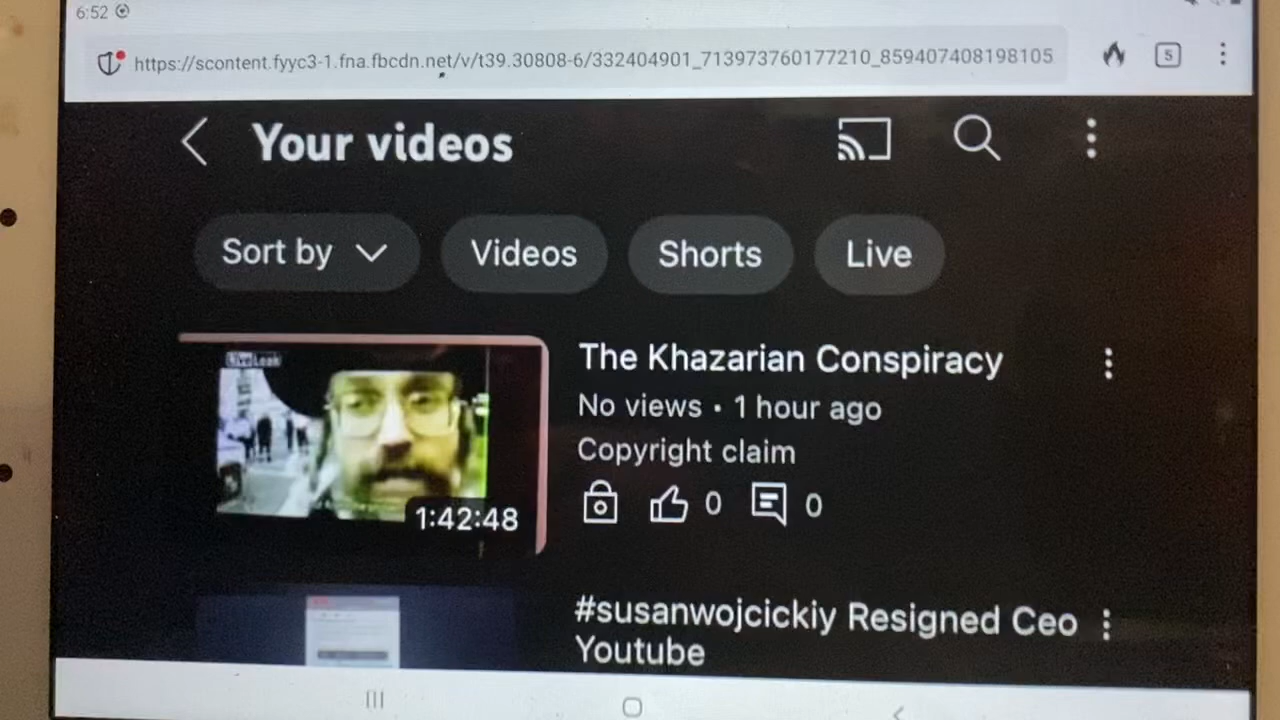 6:52
https://scontent.fyyc3-1.fna.fbcdn.net/v/t39.30808-6/332404901_713973760177210_859407408198105
S
Your videos
Sort by
Videos
Shorts
Live
LiveLeak
1:42:48
The Khazarian Conspiracy
No views • 1 hour ago
Copyright claim
0
0
#susanwojcickiy Resigned Ceo
Youtube